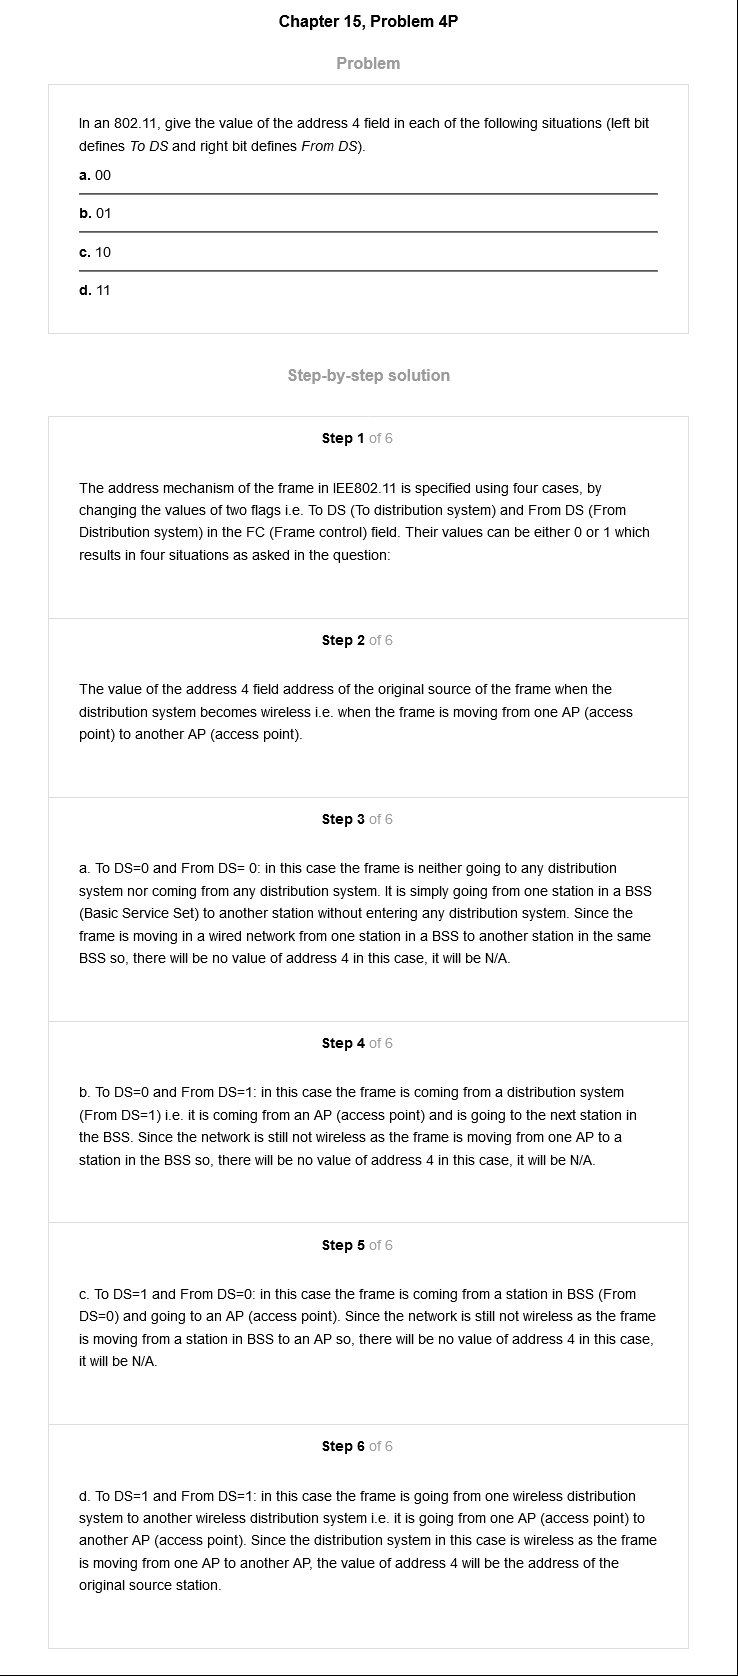 Chapter 15, Problem 4P
Problem
In an 802.11, give the value of the address 4 field in each of the following situations (left bit
defines To DS and right bit defines From DS).
a. 00
b. 01
c. 10
d. 11
Step-by-step solution
Step 1 of 6
The address mechanism of the frame in IEE802.11 is specified using four cases, by
changing the values of two flags i.e. To DS (To distribution system) and From DS (From
Distribution system) in the FC (Frame control) field. Their values can be either 0 or 1 which
results in four situations as asked in the question:
Step 2 of 6
The value of the address 4 field address of the original source of the frame when the
distribution system becomes wireless i.e. when the frame is moving from one AP (access
point) to another AP (access point).
Step 3 of 6
a. To DS=0 and From DS= 0: in this case the frame is neither going to any distribution
system nor coming from any distribution system. It is simply going from one station in a BSS
(Basic Service Set) to another station without entering any distribution system. Since the
frame is moving in a wired network from one station in a BSS to another station in the same
BSS so, there will be no value of address 4 in this case, it will be N/A.
Step 4 of 6
b. To DS=0 and From DS=1: in this case the frame is coming from a distribution system
(From DS=1) i.e. it is coming from an AP (access point) and is going to the next station in
the BSS. Since the network is still not wireless as the frame is moving from one AP to a
station in the BSS so, there will be no value of address 4 in this case, it will be N/A.
Step 5 of 6
c. To DS=1 and From DS=0: in this case the frame is coming from a station in BSS (From
DS=0) and going to an AP (access point). Since the network is still not wireless as the frame
is moving from a station in BSS to an AP so, there will be no value of address 4 in this case,
it will be N/A.
Step 6 of 6
d. To DS=1 and From DS=1: in this case the frame is going from one wireless distribution
system to another wireless distribution system i.e. it is going from one AP (access point) to
another AP (access point). Since the distribution system in this case is wireless as the frame
is moving from one AP to another AP, the value of address 4 will be the address of the
original source station.